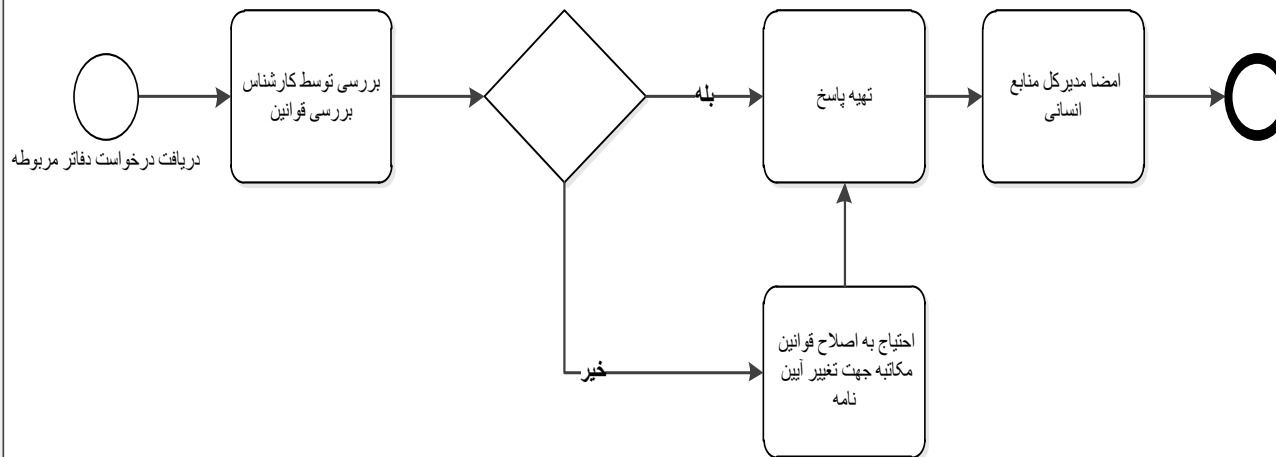 دریافت درخواست دفاتر مربوطه
بررسی توسط کارشناس
بررسی قوانین
بله
تهیه پاسخ
امضا مدیرکل منابع
انسانی
خیر
احتیاج به اصلاح قوانین
مکاتبه جهت تغییر آیین
نامه